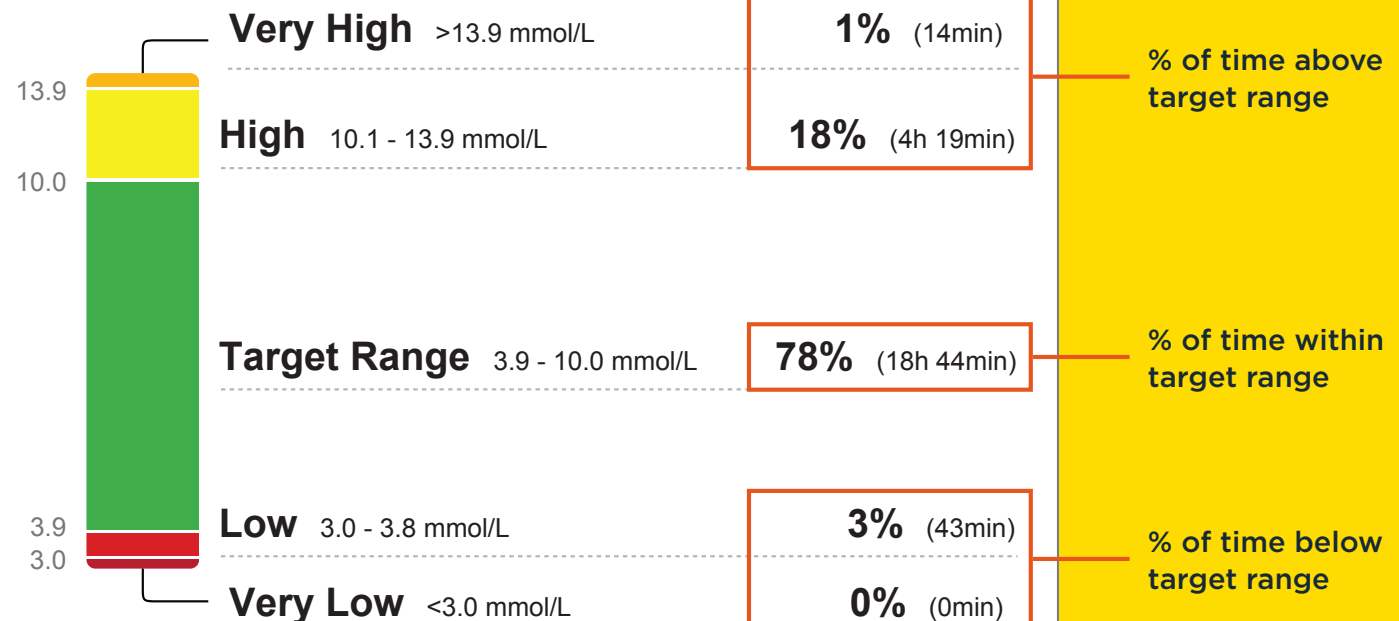 Very High >13.9 mmol/L 1% (14min)
% of time above
target range
13.9
High 10.1 - 13.9 mmol/L 18% (4h 19min)
10.0
Target Range 3.9 - 10.0 mmol/L 78% (18h 44min)
% of time within
target range
3.9
Low 3.0 - 3.8 mmol/L 3% (43min)
3.0
% of time below
target range
Very Low <3.0 mmol/L 0% (0min)